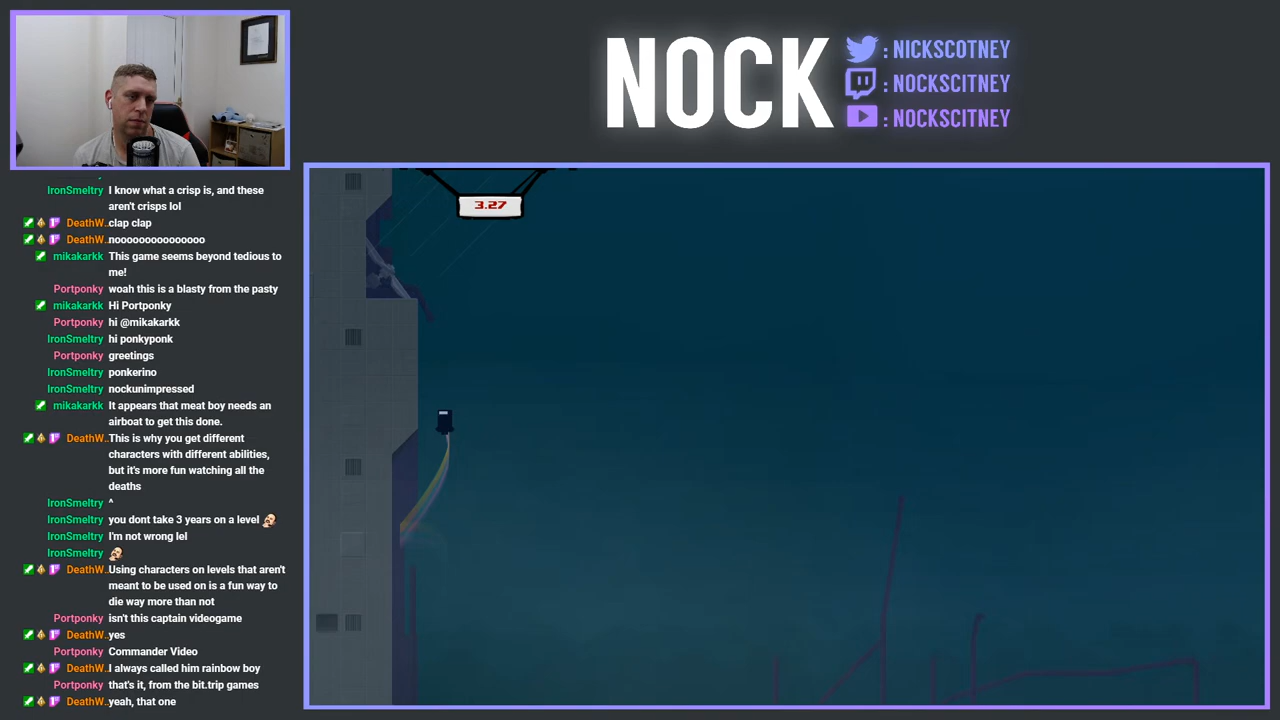 NOCK
: NICKSCOTNEY
: NOCKSCITNEY
: NOCKSCITNEY
3.27
IronSmeltry I know what a crisp is, and these
aren't crisps lol
DeathW.. clap clap
DeathW.. nooooooooooooooo
mikakarkk This game seems beyond tedious to
me!
Portponky woah this is a blasty from the pasty
mikakarkk Hi Portponky
Portponky hi @mikakarkk
IronSmeltry hi ponkyponk
Portponky greetings
IronSmeltry ponkerino
IronSmeltry nockunimpressed
mikakarkk It appears that meat boy needs an
airboat to get this done.
DeathW.. This is why you get different
characters with different abilities,
but it's more fun watching all the
deaths
IronSmeltry ^
IronSmeltry you dont take 3 years on a level
IronSmeltry I'm not wrong lel
IronSmeltry
DeathW.. Using characters on levels that aren't
meant to be used on is a fun way to
die way more than not
Portponky isn't this captain videogame
DeathW.. yes
Portponky Commander Video
DeathW.. I always called him rainbow boy
Portponky that's it, from the bit.trip games
DeathW.. yeah, that one